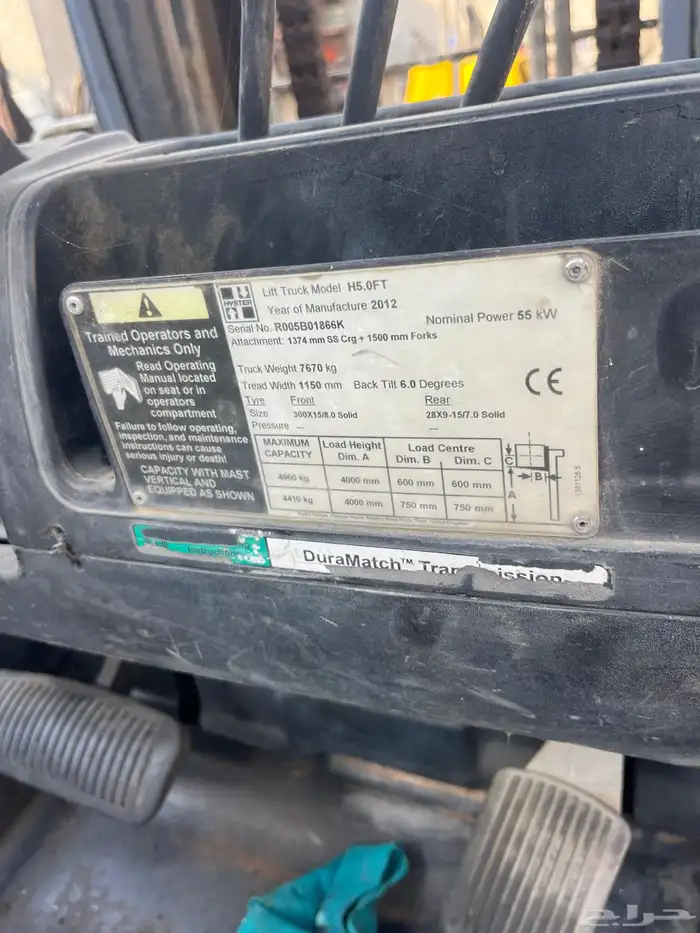 Trained Operators and
Mechanics Only
Read Operating
Manual located
on seat or in
operators
compartment
Failure to follow operating,
inspection, and maintenance
instructions can cause
serious injury or death!
CAPACITY WITH MAST
VERTICAL AND
EQUIPPED AS SHOWN
HYSTER
Lift Truck Model H5.0FT
Year of Manufacture 2012
Serial No. R005B01866K
Nominal Power 55 kW
Attachment: 1374 mm SS Crg + 1500 mm Forks
Truck Weight 7670 kg
Tread Width 1150 mm Back Tilt 6.0 Degrees
Tyre Front Rear
Size 300X15/8.0 Solid 28X9-15/7.0 Solid
Pressure --- ---
CE
MAXIMUM CAPACITY Load Height Dim. A Load Centre Dim. B Dim. C
4960 kg 4000 mm 600 mm 600 mm
4410 kg 4000 mm 750 mm 750 mm
C
B
A
Instruction
DuraMatch™ Transmission
حراج